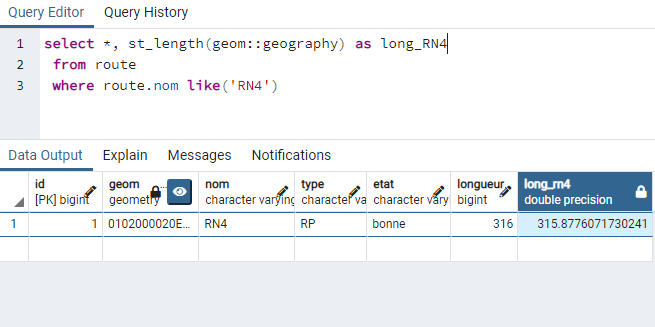 Query Editor Query History
1 select *, st_length(geom::geography) as long_RN4
2 from route
3 where route.nom like('RN4')
Data Output Explain Messages Notifications
id geom nom type etat longueur long_rn4
[PK] bigint geometry character varying character va character vary bigint double precision
1 1 0102000020E... RN4 RP bonne 316 315.8776071730241